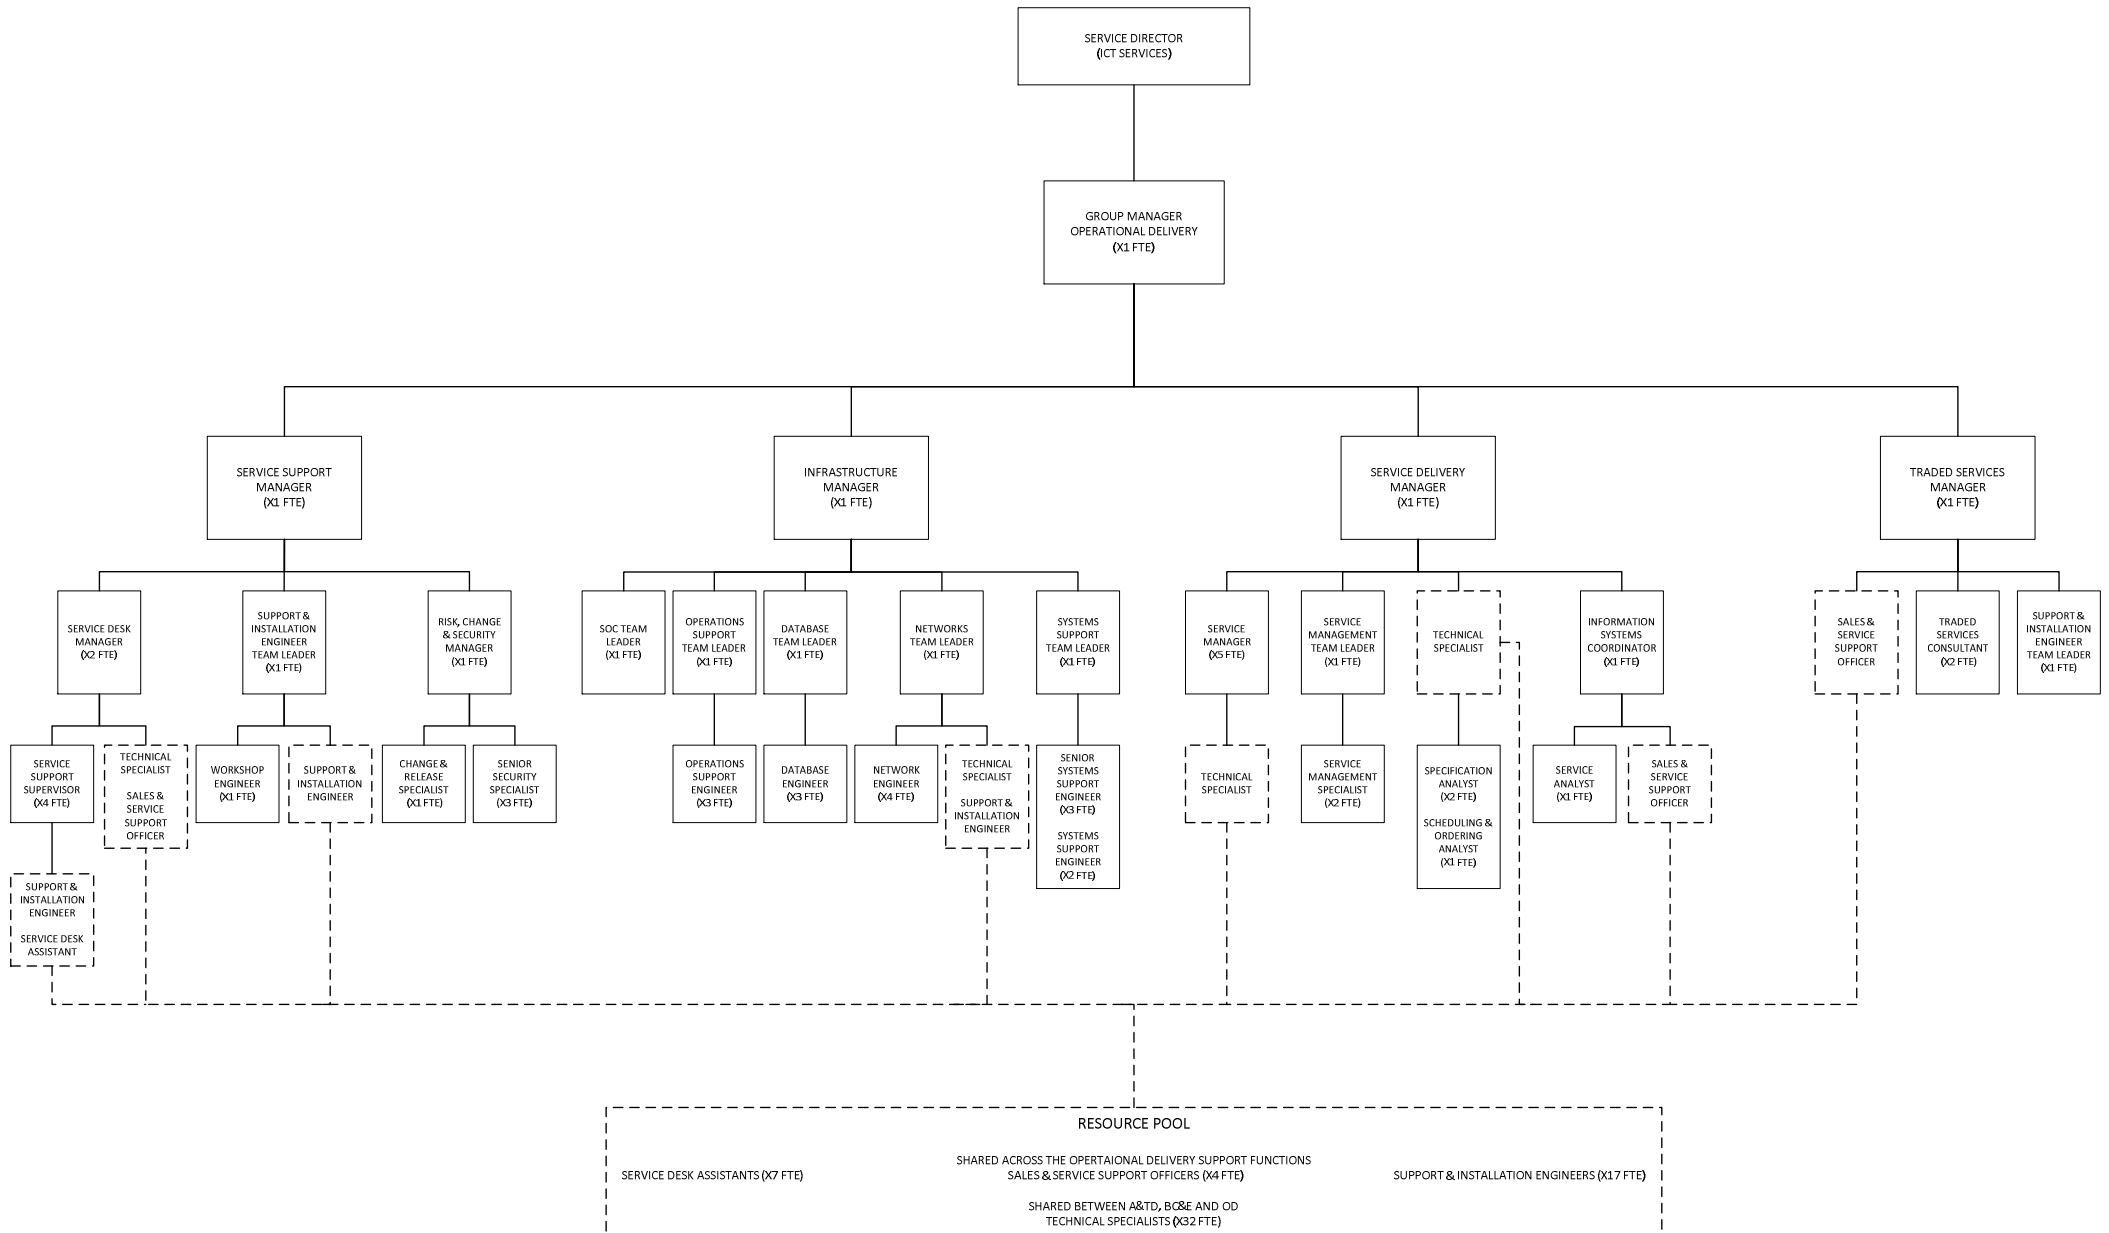 SERVICE DIRECTOR
(ICT SERVICES)
GROUP MANAGER
OPERATIONAL DELIVERY
(X1 FTE)
SERVICE SUPPORT
MANAGER
(X1 FTE)
INFRASTRUCTURE
MANAGER
(X1 FTE)
SERVICE DELIVERY
MANAGER
(X1 FTE)
TRADED SERVICES
MANAGER
(X1 FTE)
SERVICE DESK
MANAGER
(X2 FTE)
SUPPORT &
INSTALLATION
ENGINEER
TEAM LEADER
(X1 FTE)
RISK, CHANGE
& SECURITY
MANAGER
(X1 FTE)
SOC TEAM
LEADER
(X1 FTE)
OPERATIONS
SUPPORT
TEAM LEADER
(X1 FTE)
DATABASE
TEAM LEADER
(X1 FTE)
NETWORKS
TEAM LEADER
(X1 FTE)
SYSTEMS
SUPPORT
TEAM LEADER
(X1 FTE)
SERVICE
MANAGER
(X5 FTE)
SERVICE
MANAGEMENT
TEAM LEADER
(X1 FTE)
TECHNICAL
SPECIALIST
INFORMATION
SYSTEMS
COORDINATOR
(X1 FTE)
SALES &
SERVICE
SUPPORT
OFFICER
TRADED
SERVICES
CONSULTANT
(X2 FTE)
SUPPORT &
INSTALLATION
ENGINEER
TEAM LEADER
(X1 FTE)
SERVICE
SUPPORT
SUPERVISOR
(X4 FTE)
TECHNICAL
SPECIALIST
SALES &
SERVICE
SUPPORT
OFFICER
WORKSHOP
ENGINEER
(X1 FTE)
SUPPORT &
INSTALLATION
ENGINEER
CHANGE &
RELEASE
SPECIALIST
(X1 FTE)
SENIOR
SECURITY
SPECIALIST
(X3 FTE)
OPERATIONS
SUPPORT
ENGINEER
(X3 FTE)
DATABASE
ENGINEER
(X3 FTE)
NETWORK
ENGINEER
(X4 FTE)
TECHNICAL
SPECIALIST
SUPPORT &
INSTALLATION
ENGINEER
SENIOR
SYSTEMS
SUPPORT
ENGINEER
(X3 FTE)
SYSTEMS
SUPPORT
ENGINEER
(X2 FTE)
TECHNICAL
SPECIALIST
SERVICE
MANAGEMENT
SPECIALIST
(X2 FTE)
SPECIFICATION
ANALYST
(X2 FTE)
SCHEDULING &
ORDERING
ANALYST
(X1 FTE)
SERVICE
ANALYST
(X1 FTE)
SALES &
SERVICE
SUPPORT
OFFICER
SUPPORT &
INSTALLATION
ENGINEER
SERVICE DESK
ASSISTANT
RESOURCE POOL
SHARED ACROSS THE OPERTAIONAL DELIVERY SUPPORT FUNCTIONS
SERVICE DESK ASSISTANTS (X7 FTE)
SALES & SERVICE SUPPORT OFFICERS (X4 FTE)
SUPPORT & INSTALLATION ENGINEERS (X17 FTE)
SHARED BETWEEN A&TD, BC&E AND OD
TECHNICAL SPECIALISTS (X32 FTE)